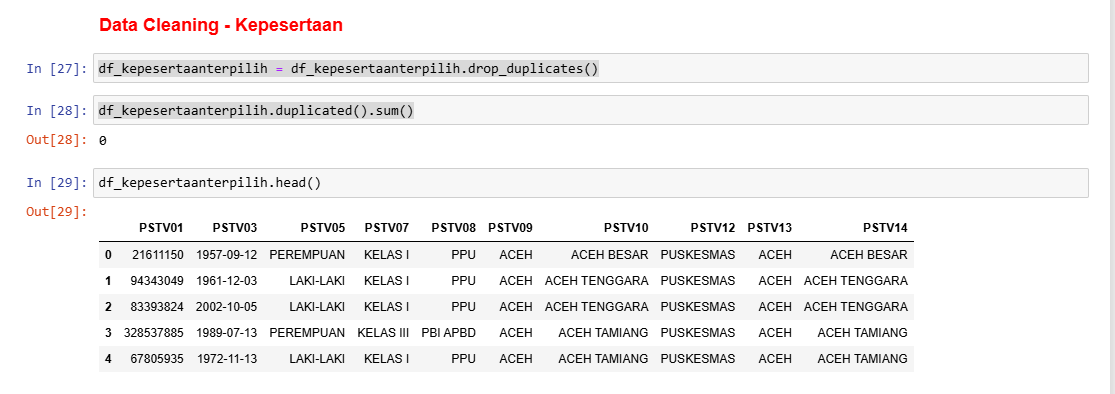 Data Cleaning - Kepesertaan
In [27]: df_kepesertaanterpilih = df_kepesertaanterpilih.drop_duplicates()
In [28]: df_kepesertaanterpilih.duplicated().sum()
Out[28]: 0
In [29]: df_kepesertaanterpilih.head()
Out[29]:
PSTV01 PSTV03 PSTV05 PSTV07 PSTV08 PSTV09 PSTV10 PSTV12 PSTV13 PSTV14
0 21611150 1957-09-12 PEREMPUAN KELAS I PPU ACEH ACEH BESAR PUSKESMAS ACEH ACEH BESAR
1 94343049 1961-12-03 LAKI-LAKI KELAS I PPU ACEH ACEH TENGGARA PUSKESMAS ACEH ACEH TENGGARA
2 83393824 2002-10-05 LAKI-LAKI KELAS I PPU ACEH ACEH TENGGARA PUSKESMAS ACEH ACEH TENGGARA
3 328537885 1989-07-13 PEREMPUAN KELAS III PBI APBD ACEH ACEH TAMIANG PUSKESMAS ACEH ACEH TAMIANG
4 67805935 1972-11-13 LAKI-LAKI KELAS I PPU ACEH ACEH TAMIANG PUSKESMAS ACEH ACEH TAMIANG